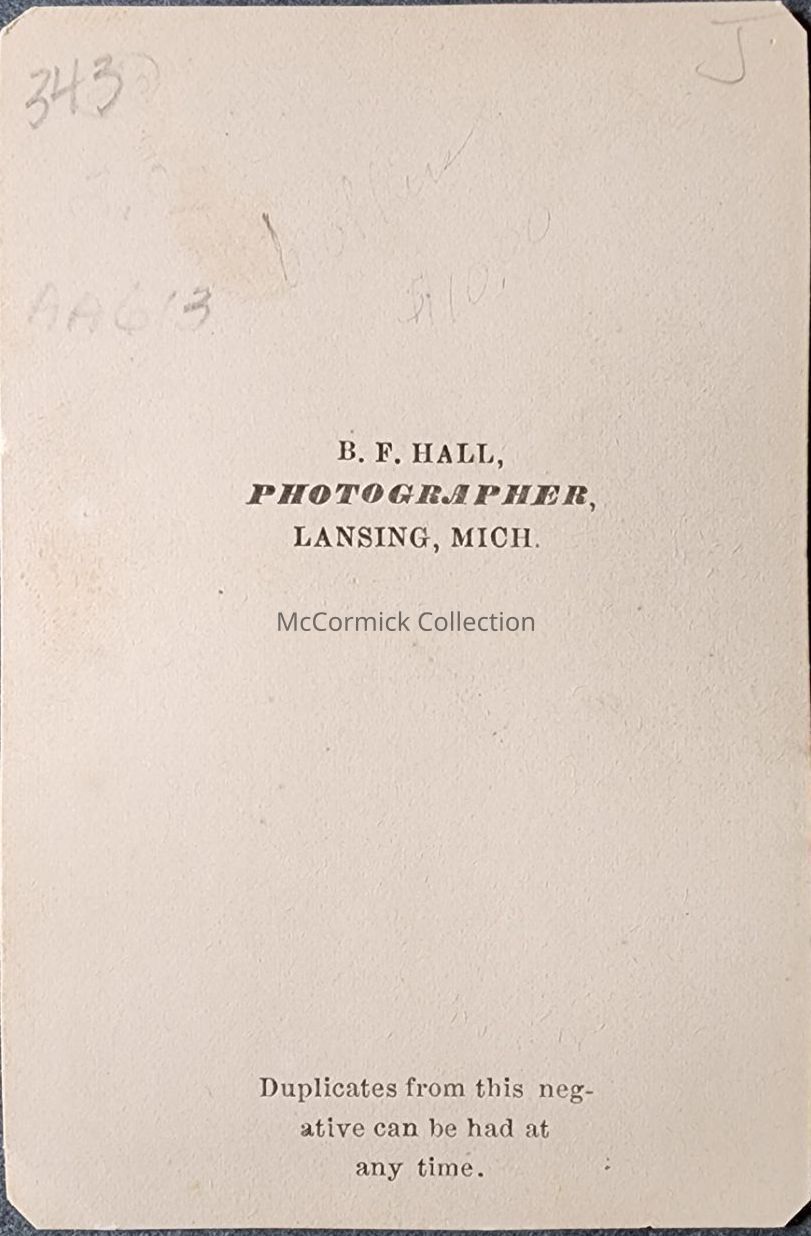 343
J
$10.00
AA613
B. F. HALL,
PHOTOGRAPHER,
LANSING, MICH.
McCormick Collection
Duplicates from this neg-
ative can be had at
any time.